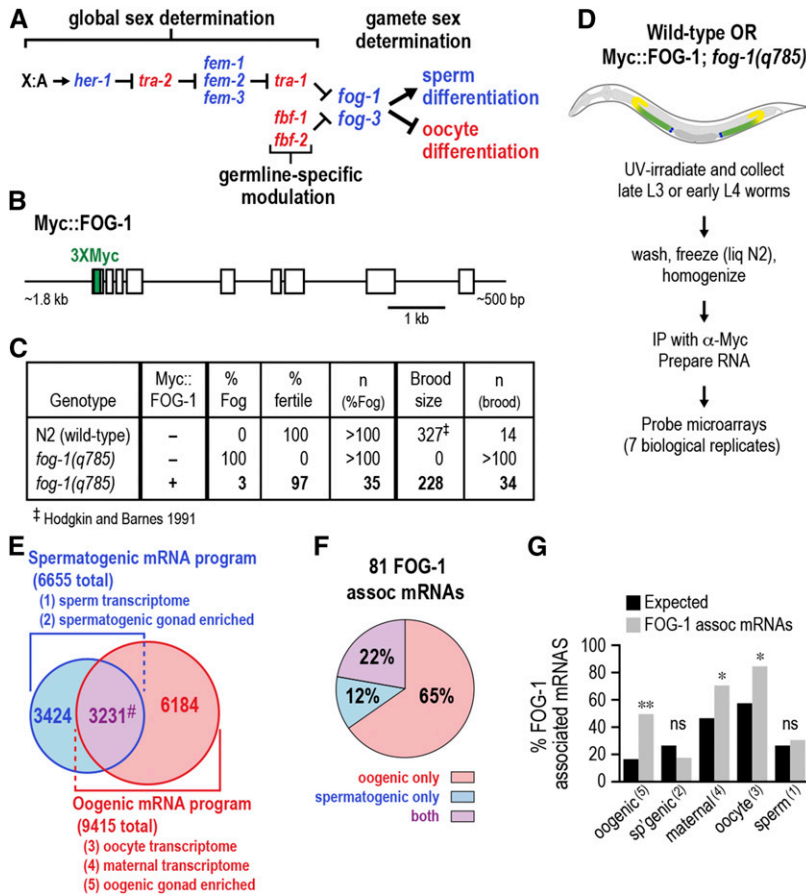 A
global sex determination
gamete sex
determination
X:A
her-1
tra-2
fem-1
fem-2
fem-3
tra-1
fbf-1
fbf-2
fog-1
fog-3
sperm
differentiation
oocyte
differentiation
germline-specific
modulation
B
Myc::FOG-1
3XMyc
~1.8 kb
1 kb
~500 bp
C
Genotype Myc:: FOG-1 % Fog % fertile n (%Fog) Brood size n (brood)
N2 (wild-type) – 0 100 >100 327‡ 14
fog-1(q785) – 100 0 >100 0 >100
fog-1(q785) + 3 97 35 228 34
‡ Hodgkin and Barnes 1991
D
Wild-type OR
Myc::FOG-1; fog-1(q785)
UV-irradiate and collect
late L3 or early L4 worms
wash, freeze (liq N2),
homogenize
IP with α-Myc
Prepare RNA
Probe microarrays
(7 biological replicates)
E
Spermatogenic mRNA program
(6655 total)
(1) sperm transcriptome
(2) spermatogenic gonad enriched
3424
3231#
6184
Oogenic mRNA program
(9415 total)
(3) oocyte transcriptome
(4) maternal transcriptome
(5) oogenic gonad enriched
F
81 FOG-1
assoc mRNAs
22%
12%
65%
oogenic only
spermatogenic only
both
G
Expected
FOG-1 assoc mRNAs
% FOG-1
associated mRNAS
100
80
60
40
20
0
**
ns
*
*
ns
oogenic (5)
sp'genic (2)
maternal (4)
oocyte (3)
sperm (1)